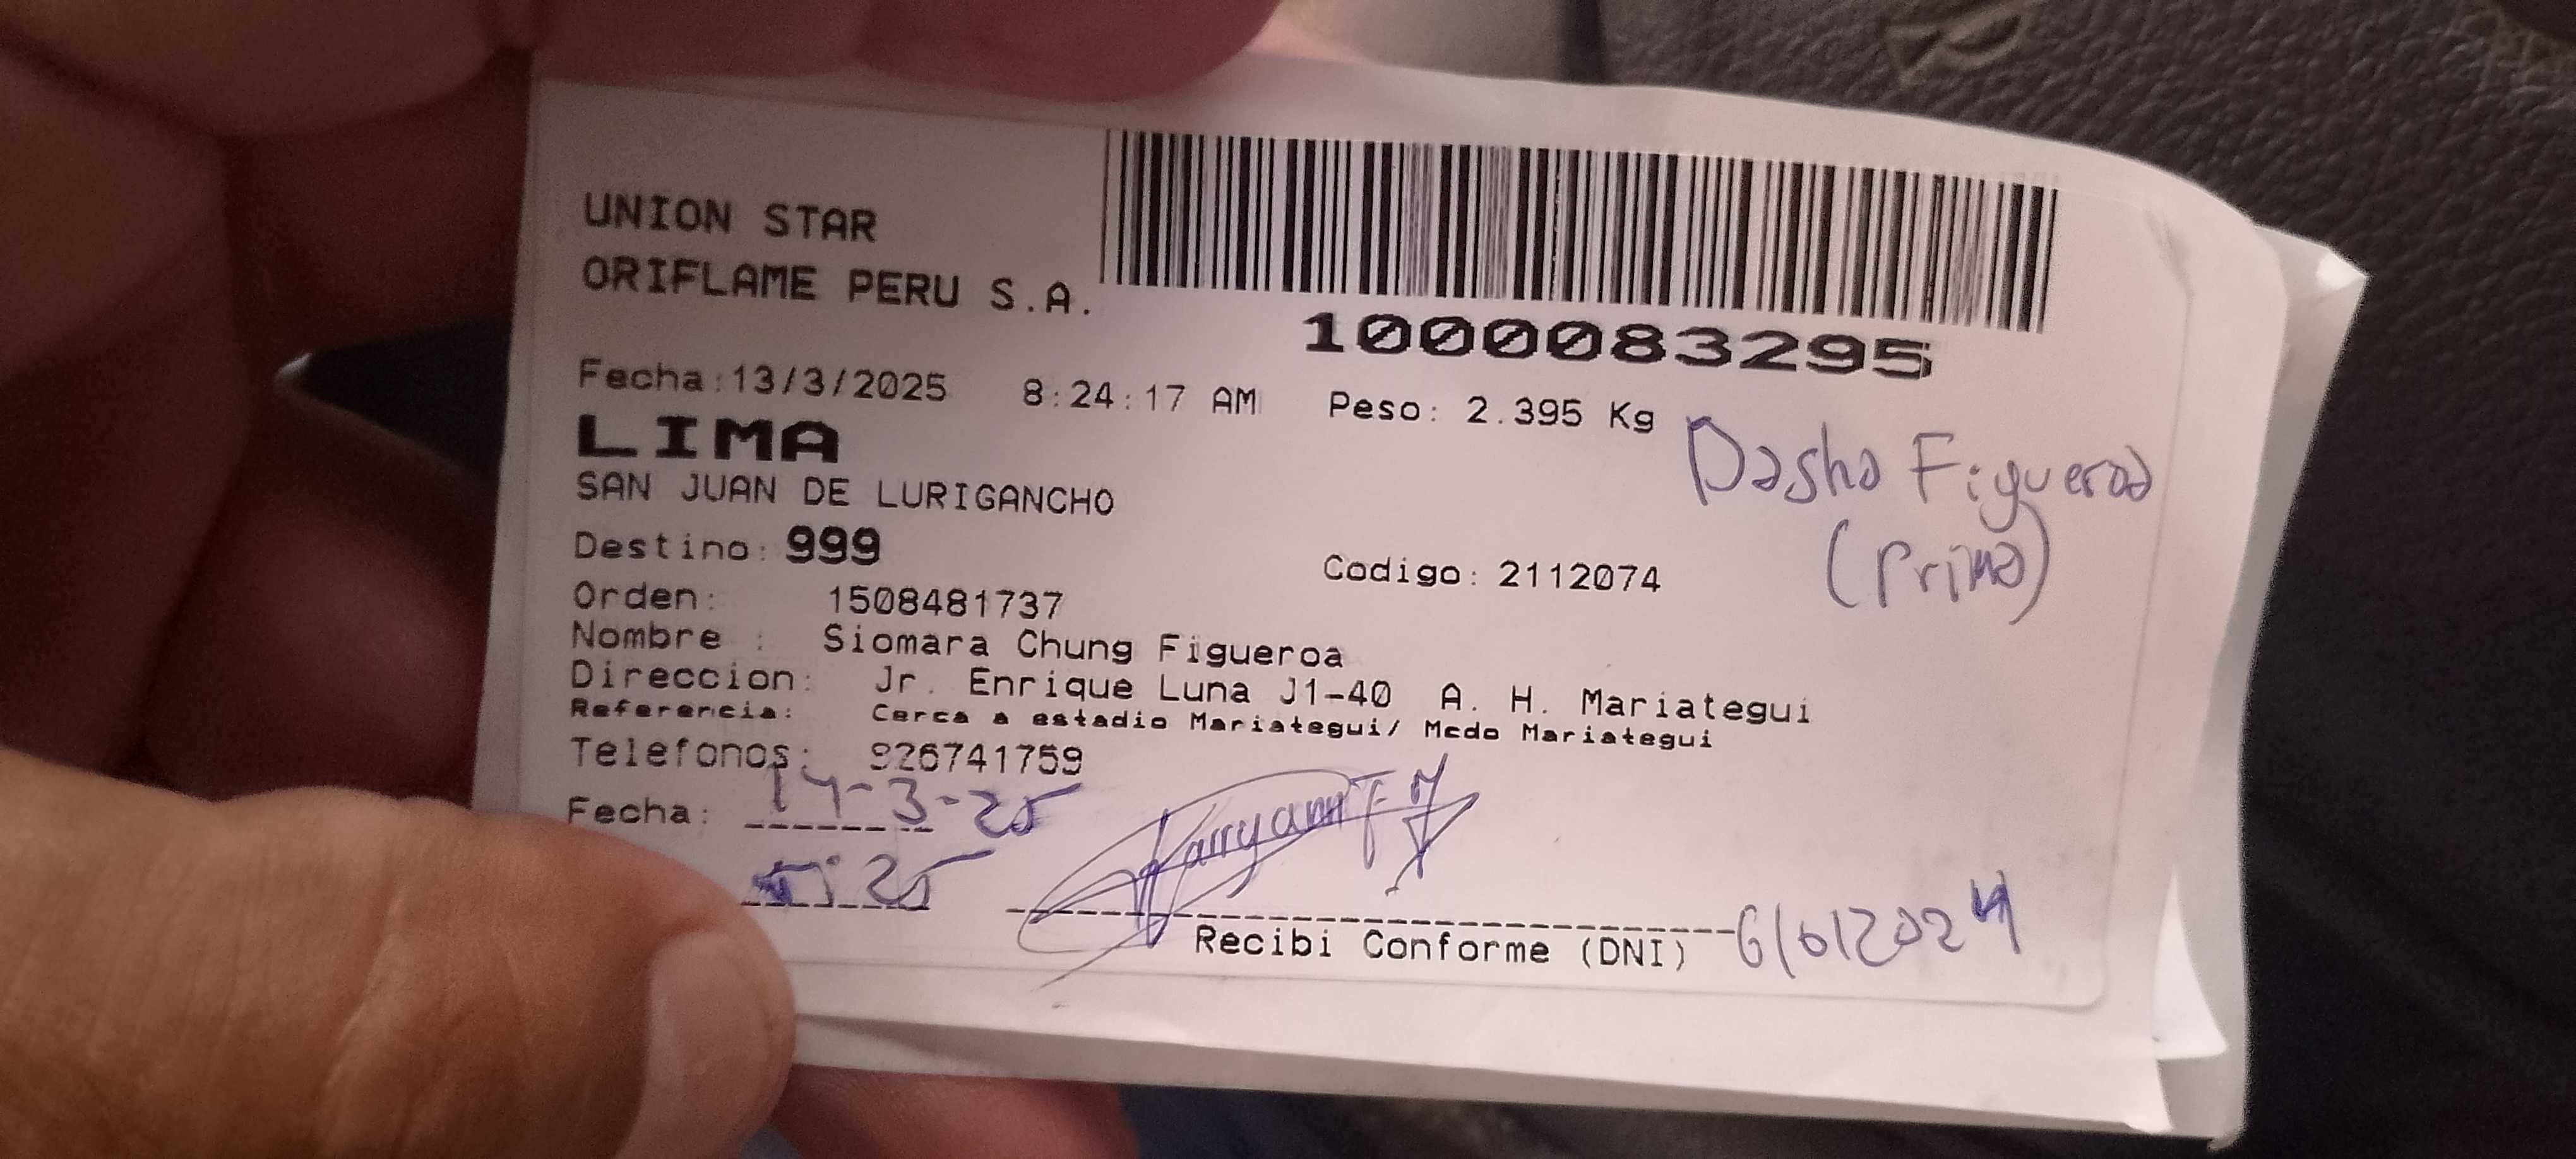 UNION STAR
ORIFLAME PERU S.A.
1000083295
Fecha:13/3/2025 8:24:17 AM Peso: 2.395 Kg
LIMA
SAN JUAN DE LURIGANCHO
Dasha Figueroa
(Prima)
Destino: 999
Codigo: 2112074
Orden: 1508481737
Nombre : Siomara Chung Figueroa
Direccion: Jr. Enrique Luna J1-40 A. H. Mariategui
Referencia: Cerca a estadio Mariategui/ Mcdo Mariategui
Telefonos: 926741759
Fecha: 14-3-25
Recibi Conforme (DNI)